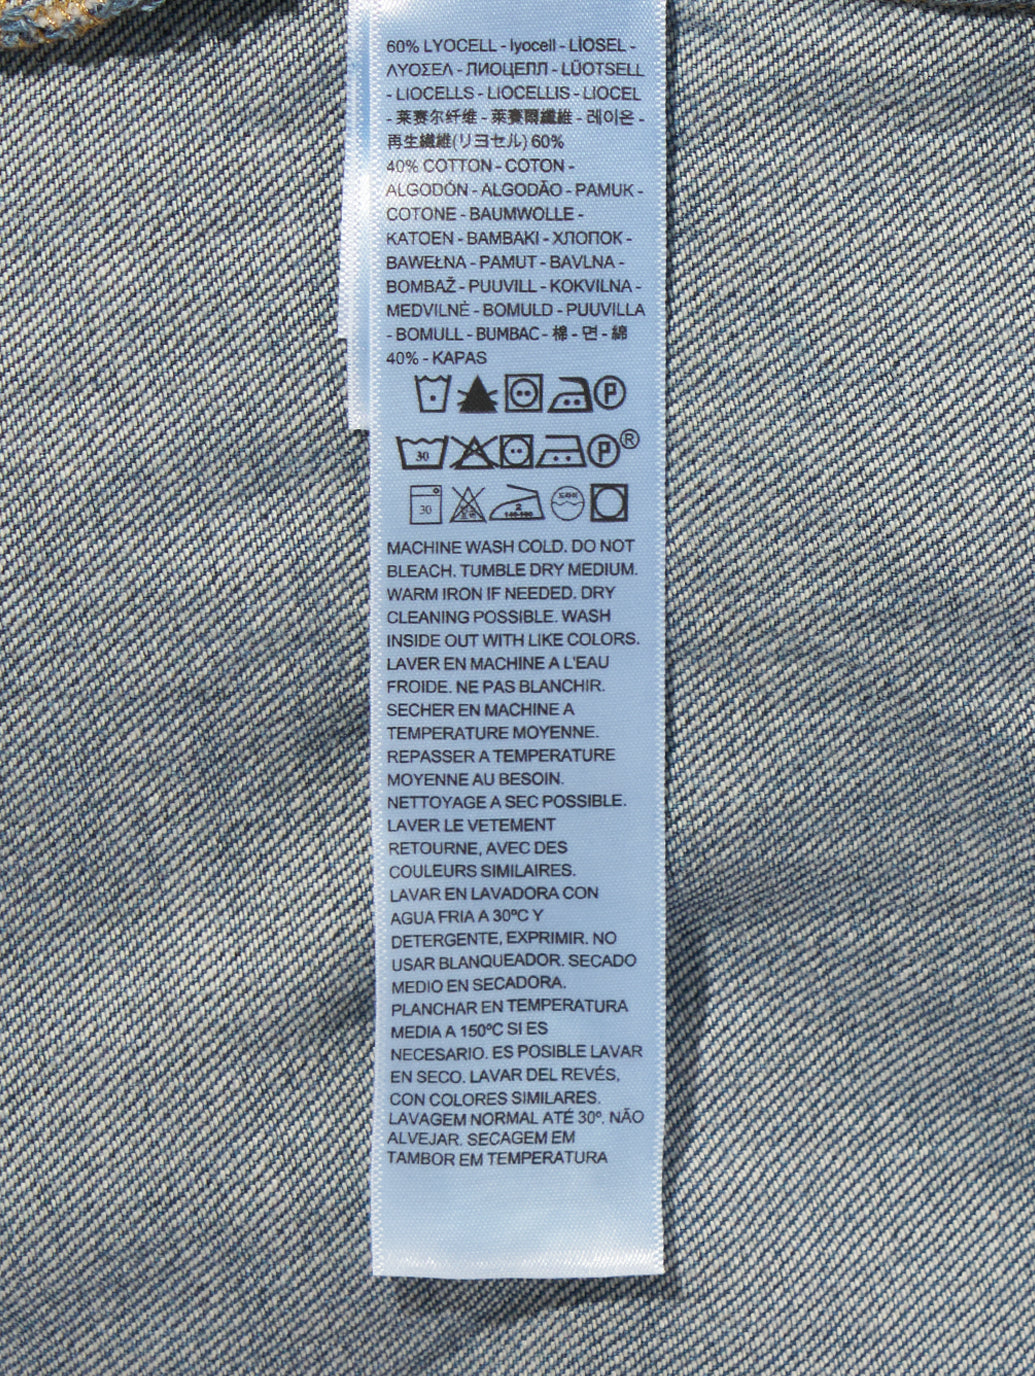 60% LYOCELL - lyocell - LİOSEL -
ΛΥΟΣΕΛ - ЛИОЦЕЛЛ - LÜOTSELL
- LIOCELLS - LIOCELLIS - LIOCEL
- 莱赛尔纤维 - 萊賽爾纖維 - 레이온 -
再生繊維(リヨセル) 60%
40% COTTON - COTON -
ALGODÓN - ALGODÃO - PAMUK -
COTONE - BAUMWOLLE -
KATOEN - ΒΑΜΒΑΚΙ - ХЛОПОК -
BAWEŁNA - PAMUT - BAVLNA -
BOMBAŽ - PUUVILL - KOKVILNA -
MEDVILNĖ - BOMULD - PUUVILLA
- BOMULL - BUMBAC - 棉 - 면 - 綿
40% - KAPAS
P
30 P ®
30 2
MACHINE WASH COLD. DO NOT
BLEACH. TUMBLE DRY MEDIUM.
WARM IRON IF NEEDED. DRY
CLEANING POSSIBLE. WASH
INSIDE OUT WITH LIKE COLORS.
LAVER EN MACHINE A L'EAU
FROIDE. NE PAS BLANCHIR.
SECHER EN MACHINE A
TEMPERATURE MOYENNE.
REPASSER A TEMPERATURE
MOYENNE AU BESOIN.
NETTOYAGE A SEC POSSIBLE.
LAVER LE VETEMENT
RETOURNE, AVEC DES
COULEURS SIMILAIRES.
LAVAR EN LAVADORA CON
AGUA FRIA A 30ºC Y
DETERGENTE, EXPRIMIR. NO
USAR BLANQUEADOR. SECADO
MEDIO EN SECADORA.
PLANCHAR EN TEMPERATURA
MEDIA A 150ºC SI ES
NECESARIO. ES POSIBLE LAVAR
EN SECO. LAVAR DEL REVÉS,
CON COLORES SIMILARES.
LAVAGEM NORMAL ATÉ 30º. NÃO
ALVEJAR. SECAGEM EM
TAMBOR EM TEMPERATURA